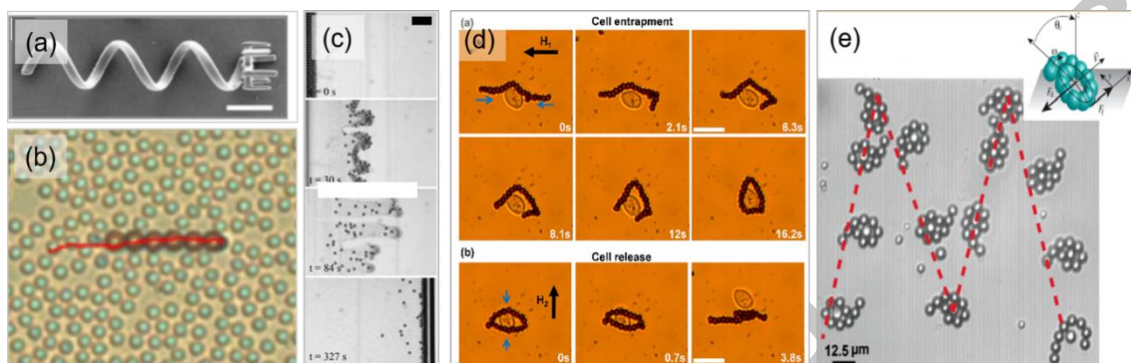 (a)
(b)
(c)
= 0 s
t = 30 s
t = 84 s
t = 327 s
(d)
(a) Cell entrapment
H1
0s
2.1s
6.3s
8.1s
12s
16.2s
(b) Cell release
H2
0s
0.7s
3.8s
(e)
θ
ω
12.5 µm